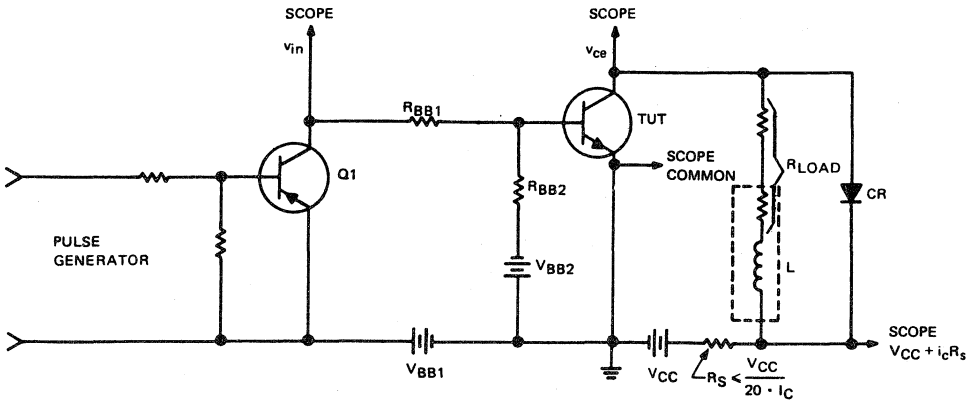 SCOPE
vin
SCOPE
vce
RBB1
TUT
Q1
SCOPE
COMMON
RLOAD
CR
RBB2
PULSE
GENERATOR
VBB2
L
VBB1
VCC
RS < VCC
20 · IC
SCOPE
VCC + icRs